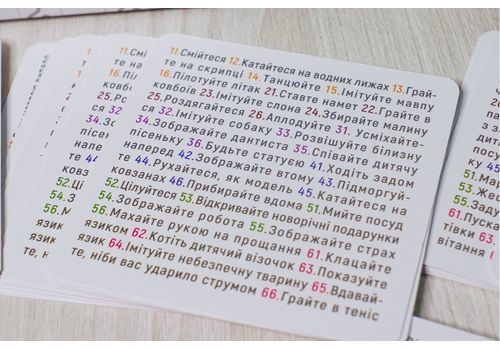 11.Смійтеся 12.Катайтеся на водних лижах 13.Грай-
те на скрипці 14.Танцюйте 15.Імітуйте мавпу
16.Пілотуйте літак 21.Ставте намет 22.Грайте в
ковбоїв 23.Імітуйте слона 24.Збирайте малину
25.Роздягайтеся 26.Аплодуйте 31. Усміхайте-
ся 32.Імітуйте собаку 33.Розвішуйте білизну
34.Зображайте дантиста 35.Співайте дитячу
пісеньку 36.Будьте статуєю 41.Ходіть задом
наперед 42.Зображайте втому 43.Підморгуй-
те 44.Рухайтеся, як модель 45.Катайтеся на
ковзанах 46.Прибирайте вдома 51.Мийте посуд
52.Цілуйтеся 53.Відкривайте новорічні подарунки
54.Зображайте робота 55.Зображайте страх
56.Махайте рукою на прощання 61.Клацайте
язиком 62.Котіть дитячий візочок 63.Показуйте
язик 64.Імітуйте небезпечну тварину 65.Вдавай-
те, ніби вас ударило струмом 66.Грайте в теніс